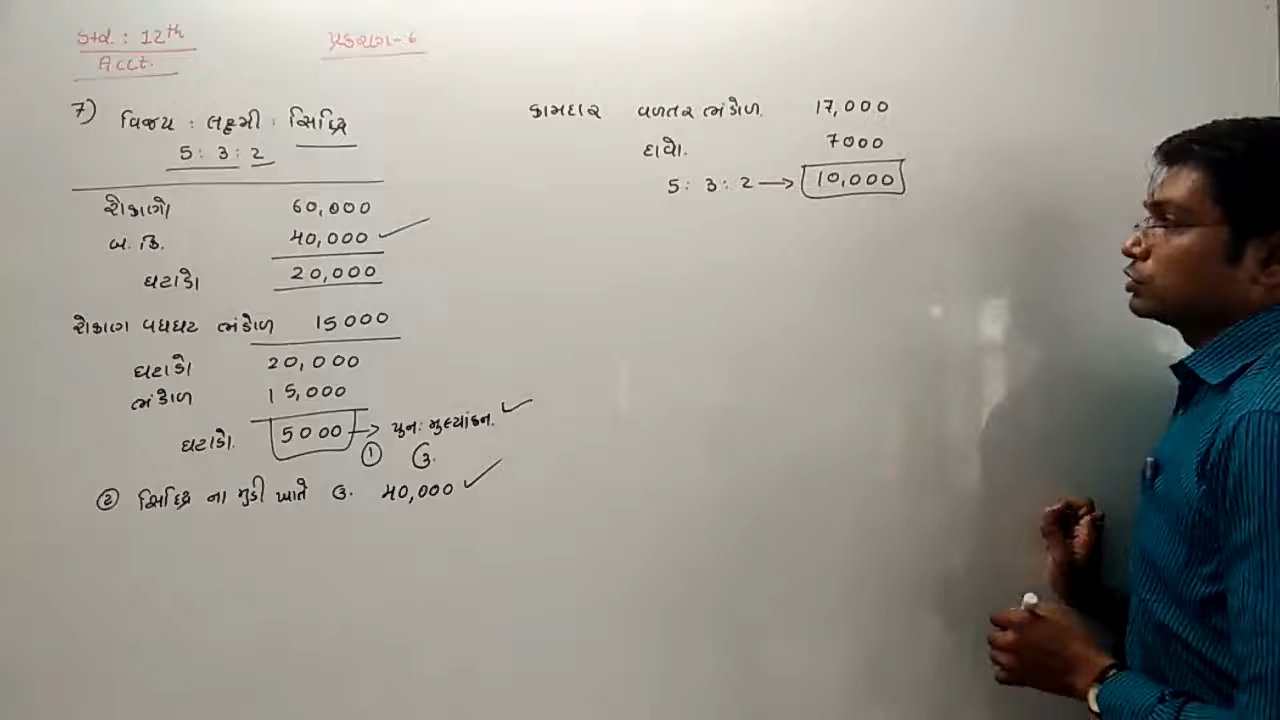 Std. : 12th
Acct.
પ્રકરણ-6
7) વિજય : લક્ષ્મી : સિદ્ધિ
5 : 3 : 2
રોકાણો 60,000
બ. કિં. 40,000
ઘટાડો 20,000
રોકાણ વધઘટ ભંડોળ 15000
ઘટાડો 20,000
ભંડોળ 15,000
ઘટાડો. 5000 → પુનઃ મુલ્યાંકન.
① ઉ.
② સિદ્ધિ ના મુડી ખાતે ઉ. 40,000
કામદાર વળતર ભંડોળ. 17,000
દાવો. 7000
5 : 3 : 2 → 10,000